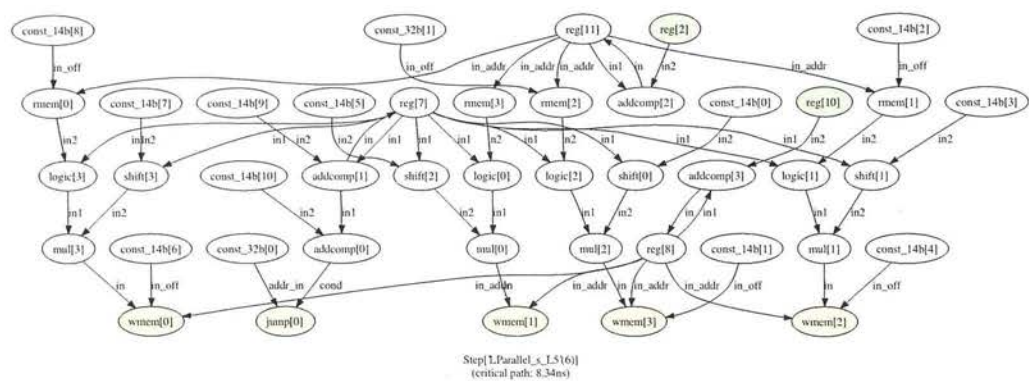 const_14b[8] const_32b[1] reg[11] reg[2] const_14b[2]
in_off in_off in_addr in_addr in_addr in1 in in2 in_addr in_off
rmem[0] const_14b[7] const_14b[9] const_14b[5] reg[7] rmem[3] rmem[2] addcomp[2] const_14b[0] reg[10] rmem[1] const_14b[3]
in2 in1 in2 in2 in2 in in1 in1 in1 in2 in1 in2 in1 in2 in2 in1 in2 in1 in2
logic[3] shift[3] const_14b[10] addcomp[1] shift[2] logic[0] logic[2] shift[0] addcomp[3] logic[1] shift[1]
in1 in2 in2 in1 in2 in1 in1 in2 in in1 in1 in2
mul[3] const_14b[6] const_32b[0] addcomp[0] mul[0] mul[2] reg[8] const_14b[1] mul[1] const_14b[4]
in in_off addr_in cond in_addr in_addr in in_addr in_off in_addr in in_off
wmem[0] jump[0] wmem[1] wmem[3] wmem[2]
(critical path: 8.34ns)